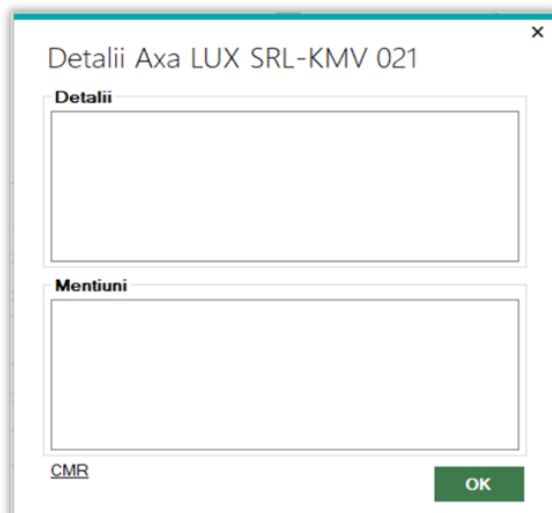 Detalii Axa LUX SRL-KMV 021
Detalii
Mentiuni
CMR
OK